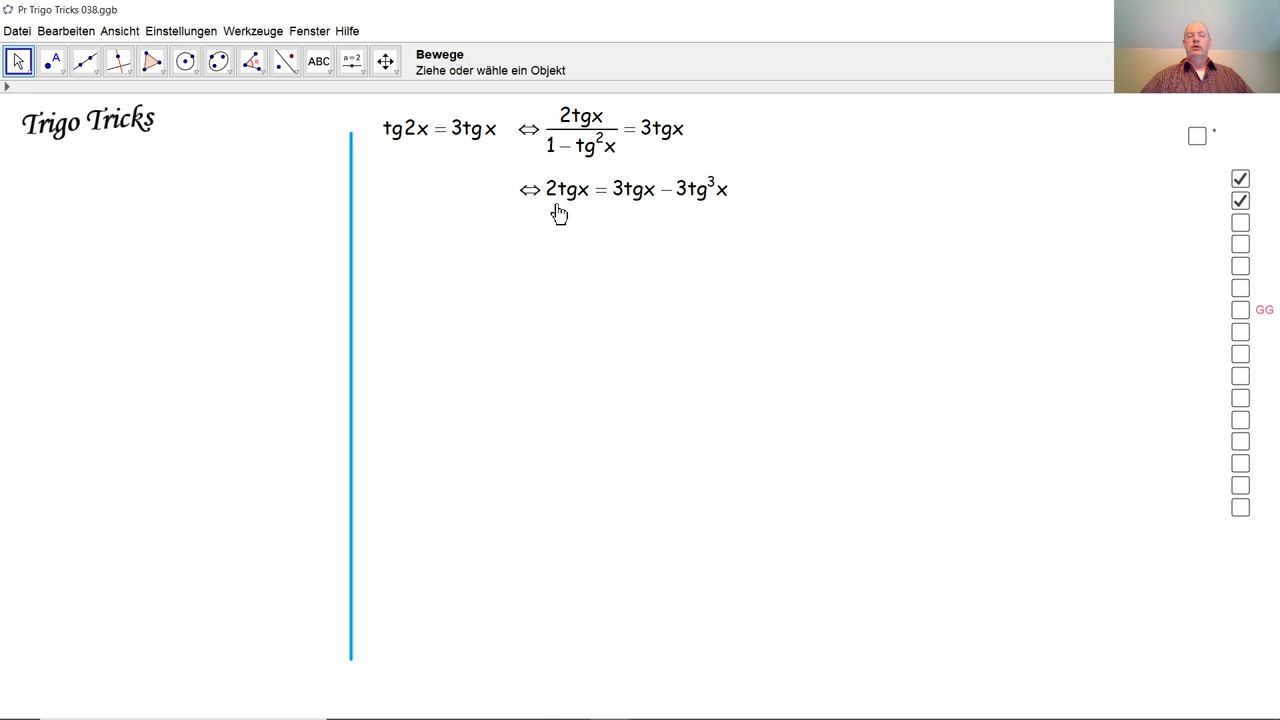 Pr Trigo Tricks 038.ggb
Datei Bearbeiten Ansicht Einstellungen Verwaltung Werkzeuge Fenster Hilfe
A
ABC
a=2
Bewege
Ziehe oder wähle ein Objekt
Trigo Tricks
tg2x = 3tgx ⇔ 2tgx / 1 − tg²x = 3tgx
⇔ 2tgx = 3tgx − 3tg³x
GG